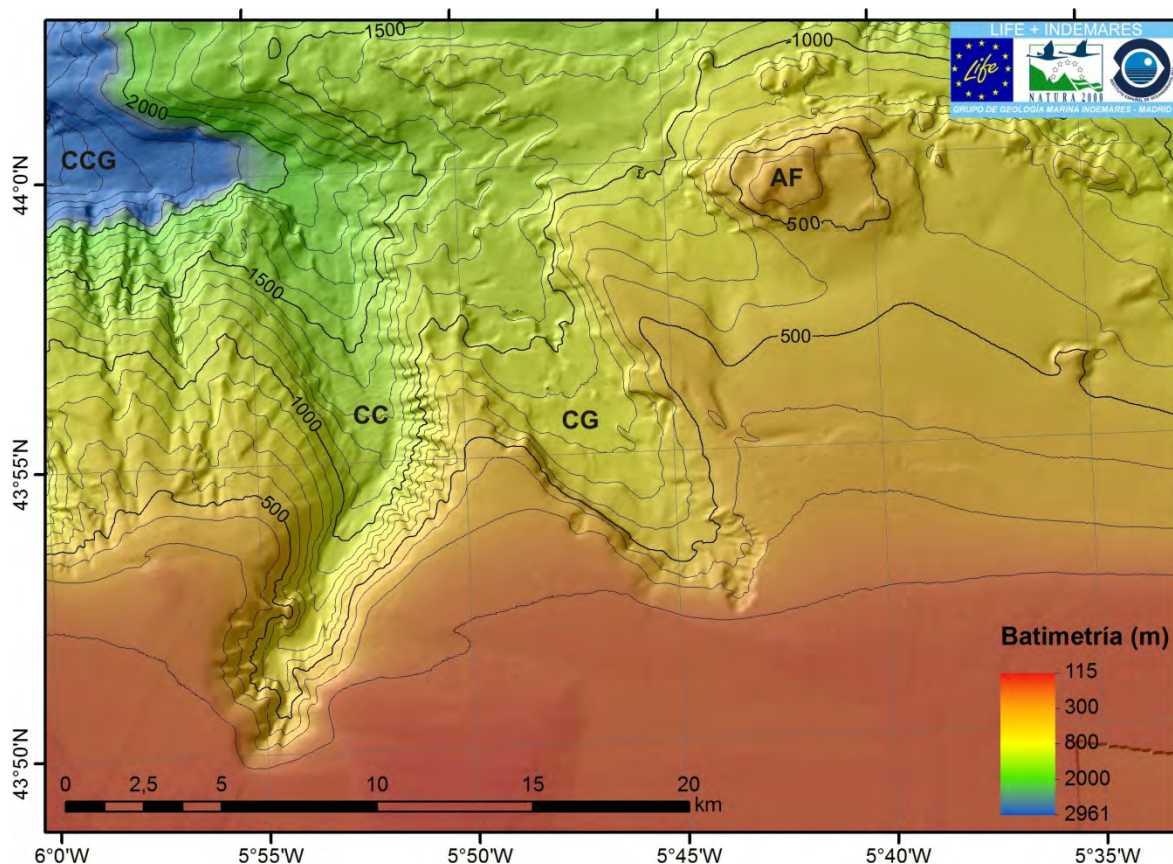 LIFE + INDEMARES
Life
NATURA 2000
GRUPO DE GEOLOGÍA MARINA INDEMARES - MADRID
1500
1000
2000
CCG
AF
500
44°0'N
1500
500
1000
CC
CG
43°55'N
500
Batimetría (m)
115
300
800
2000
2961
43°50'N
0 2,5 5 10 15 20
km
6°0'W 5°55'W 5°50'W 5°45'W 5°40'W 5°35'W